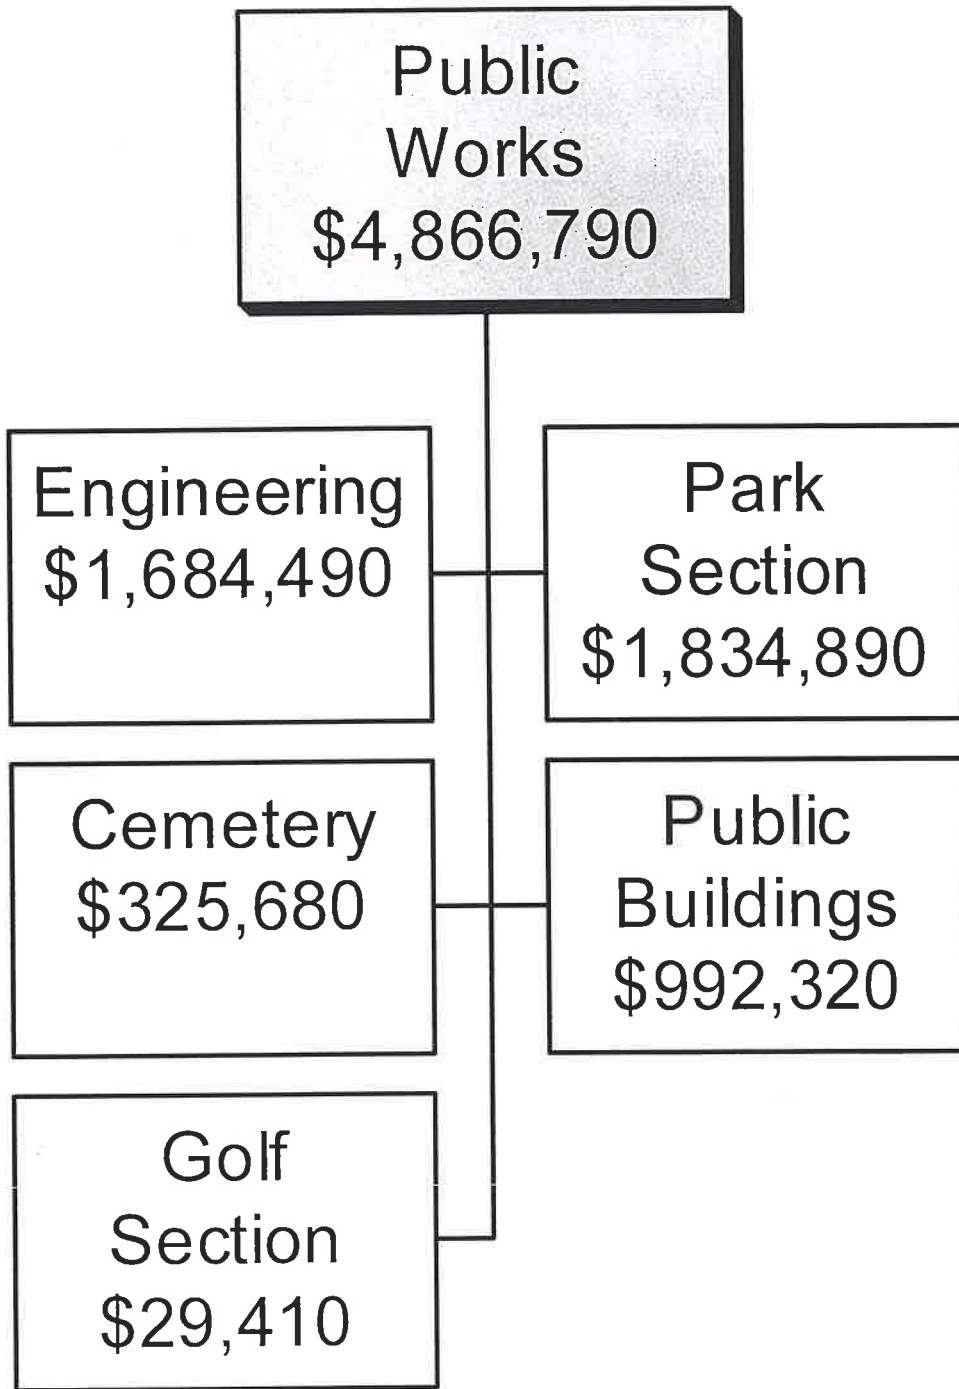 Public
Works
$4,866,790
Engineering
$1,684,490
Park
Section
$1,834,890
Cemetery
$325,680
Public
Buildings
$992,320
Golf
Section
$29,410